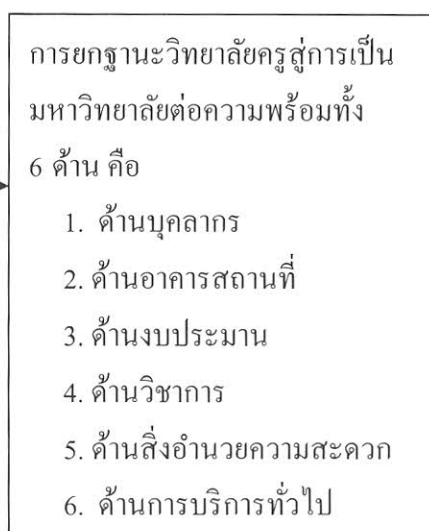 การยกฐานะวิทยาลัยครูสู่การเป็น
มหาวิทยาลัยต่อความพร้อมทั้ง
6 ด้าน คือ
1. ด้านบุคลากร
2. ด้านอาคารสถานที่
3. ด้านงบประมาน
4. ด้านวิชาการ
5. ด้านสิ่งอำนวยความสะดวก
6. ด้านการบริการทั่วไป